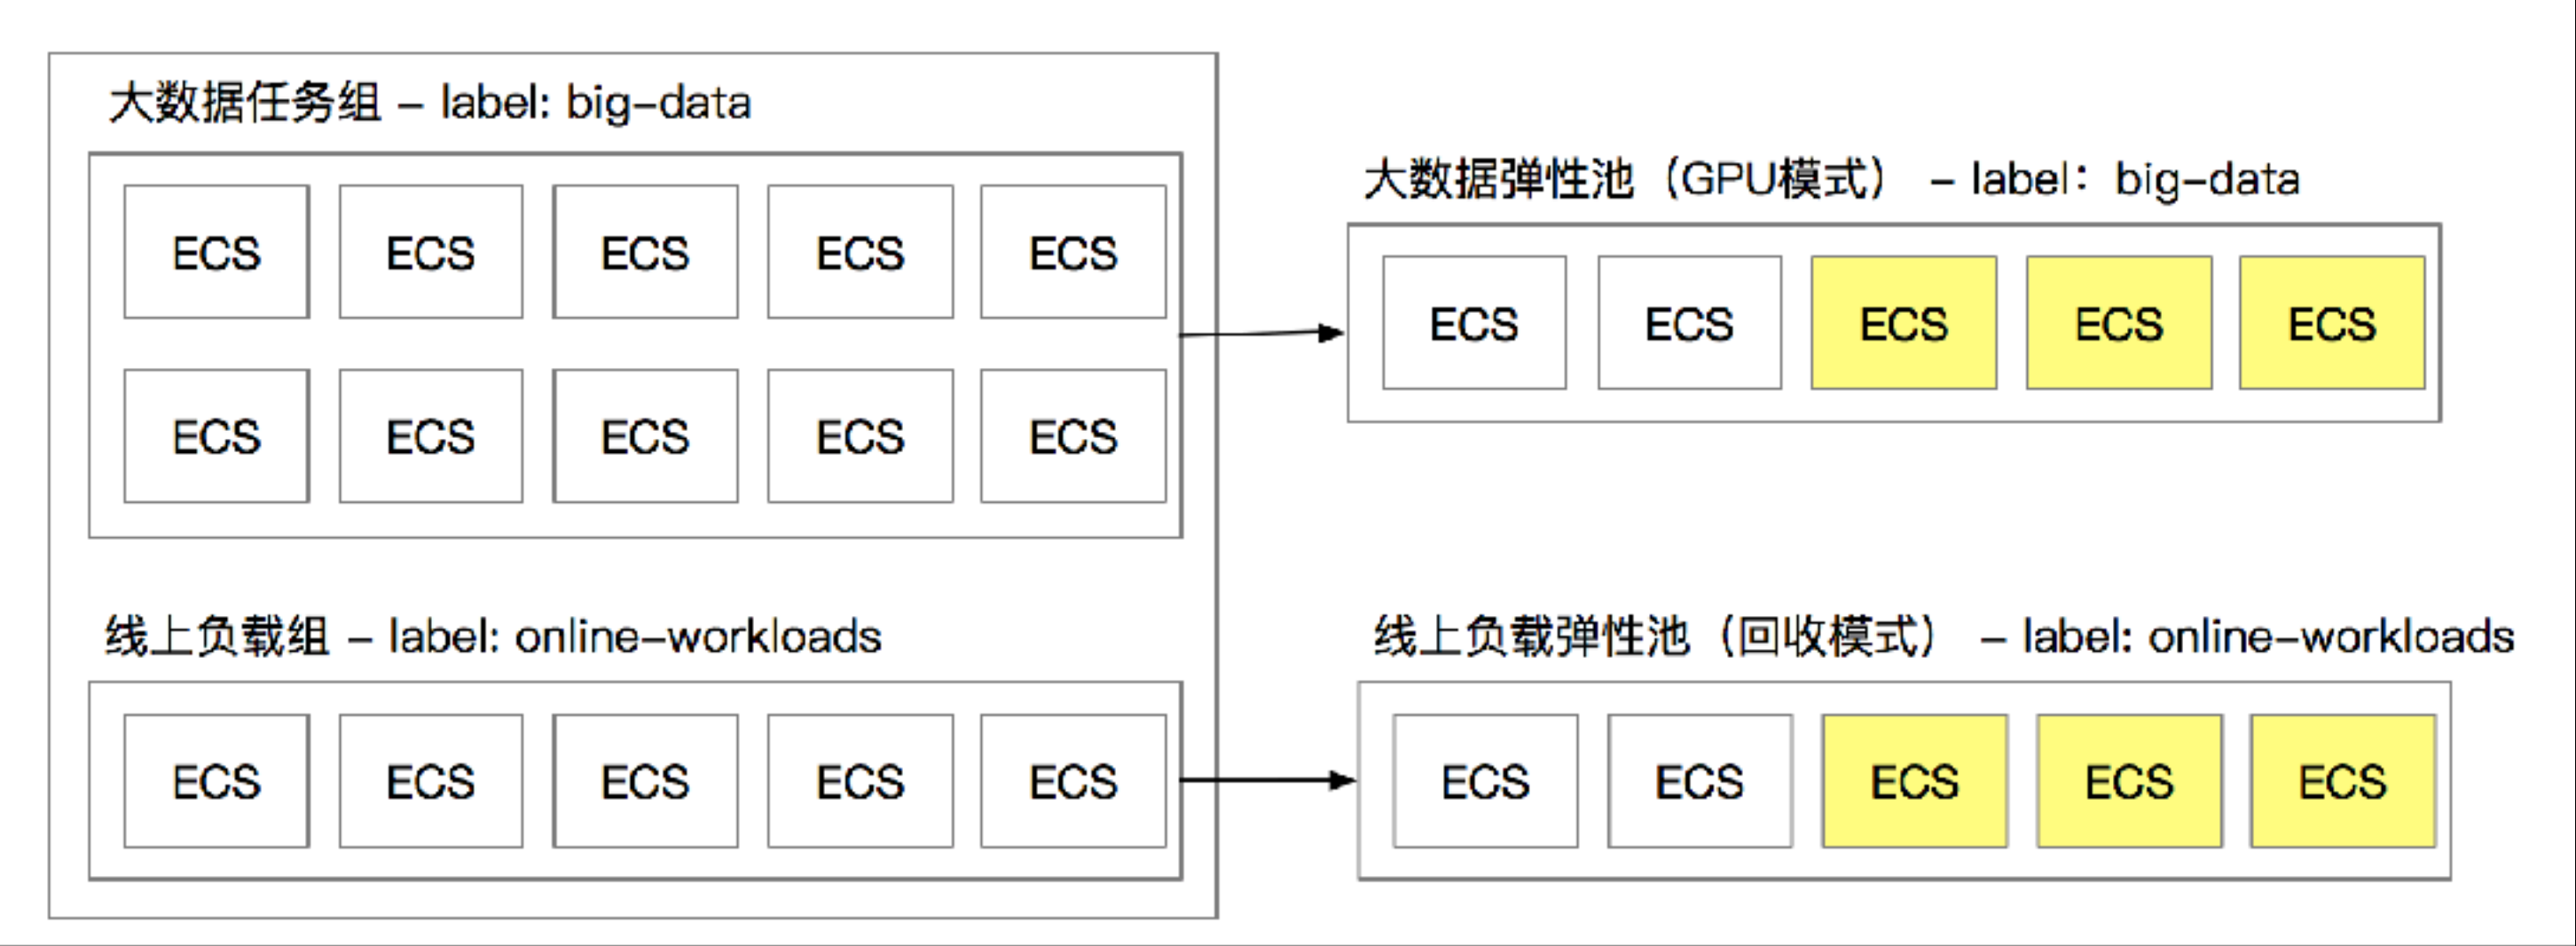 大数据任务组 – label: big–data
ECS ECS ECS ECS ECS
ECS ECS ECS ECS ECS
线上负载组 – label: online–workloads
ECS ECS ECS ECS ECS
大数据弹性池（GPU模式） – label：big–data
ECS ECS ECS ECS ECS
线上负载弹性池（回收模式） – label: online–workloads
ECS ECS ECS ECS ECS